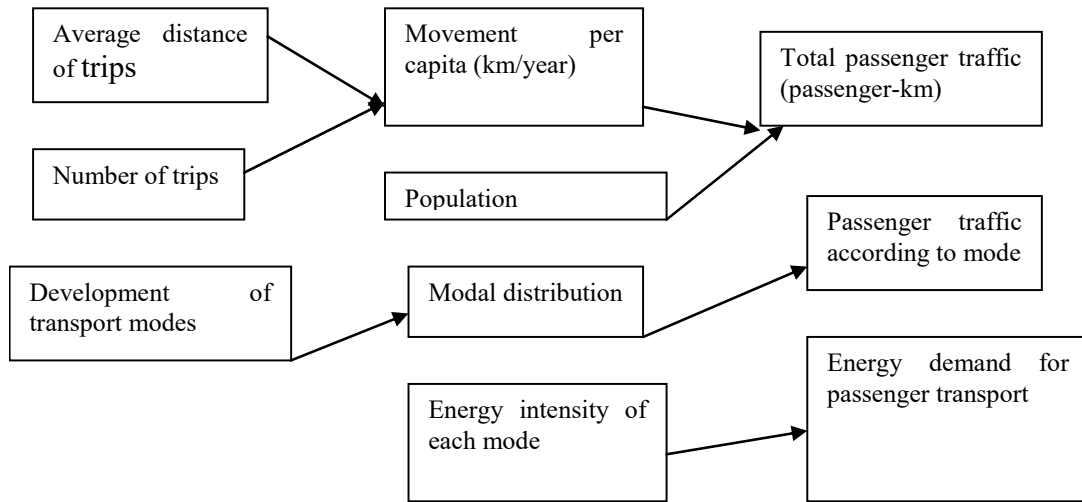 Average distance
of trips
Movement per
capita (km/year)
Total passenger traffic
(passenger-km)
Number of trips
Population
Passenger traffic
according to mode
Development of
transport modes
Modal distribution
Energy demand for
passenger transport
Energy intensity of
each mode